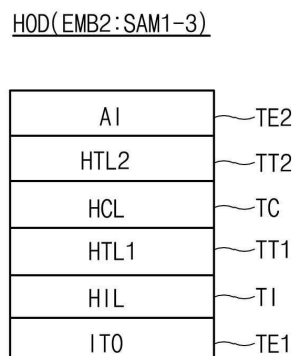 HOD(EMB2:SAM1-3)
Al TE2
HTL2 TT2
HCL TC
HTL1 TT1
HIL TI
ITO TE1